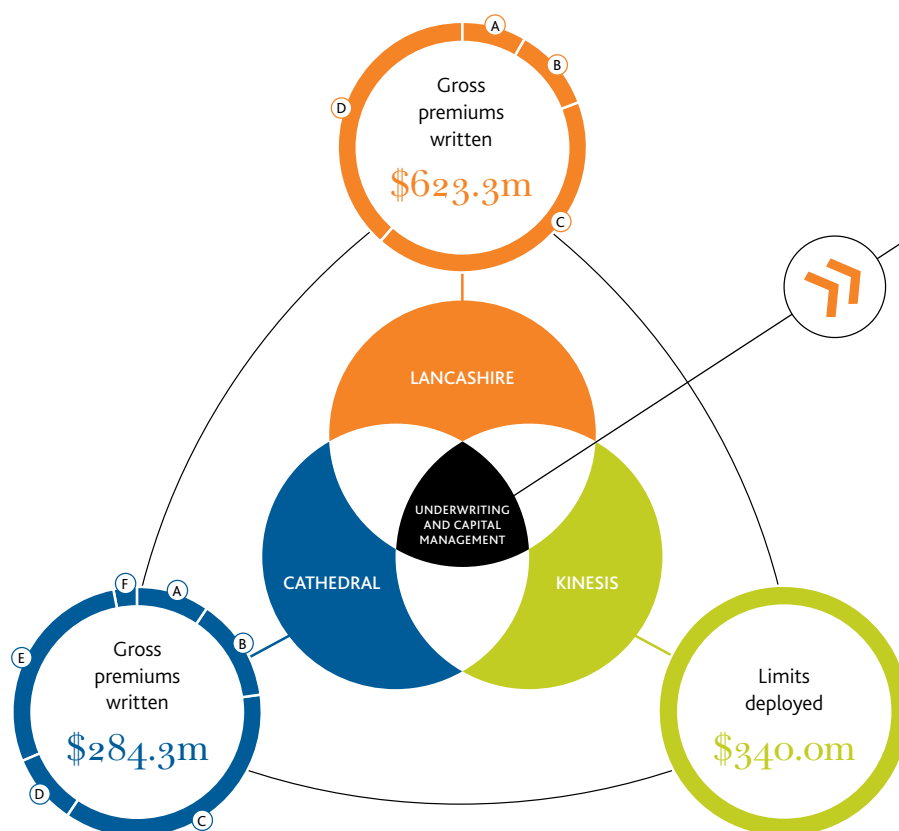 A
B
D
Gross
premiums
written
$623.3m
C
LANCASHIRE
UNDERWRITING
AND CAPITAL
MANAGEMENT
CATHEDRAL
KINESIS
F
A
B
E
Gross
premiums
written
$284.3m
D
C
Limits
deployed
$340.0m